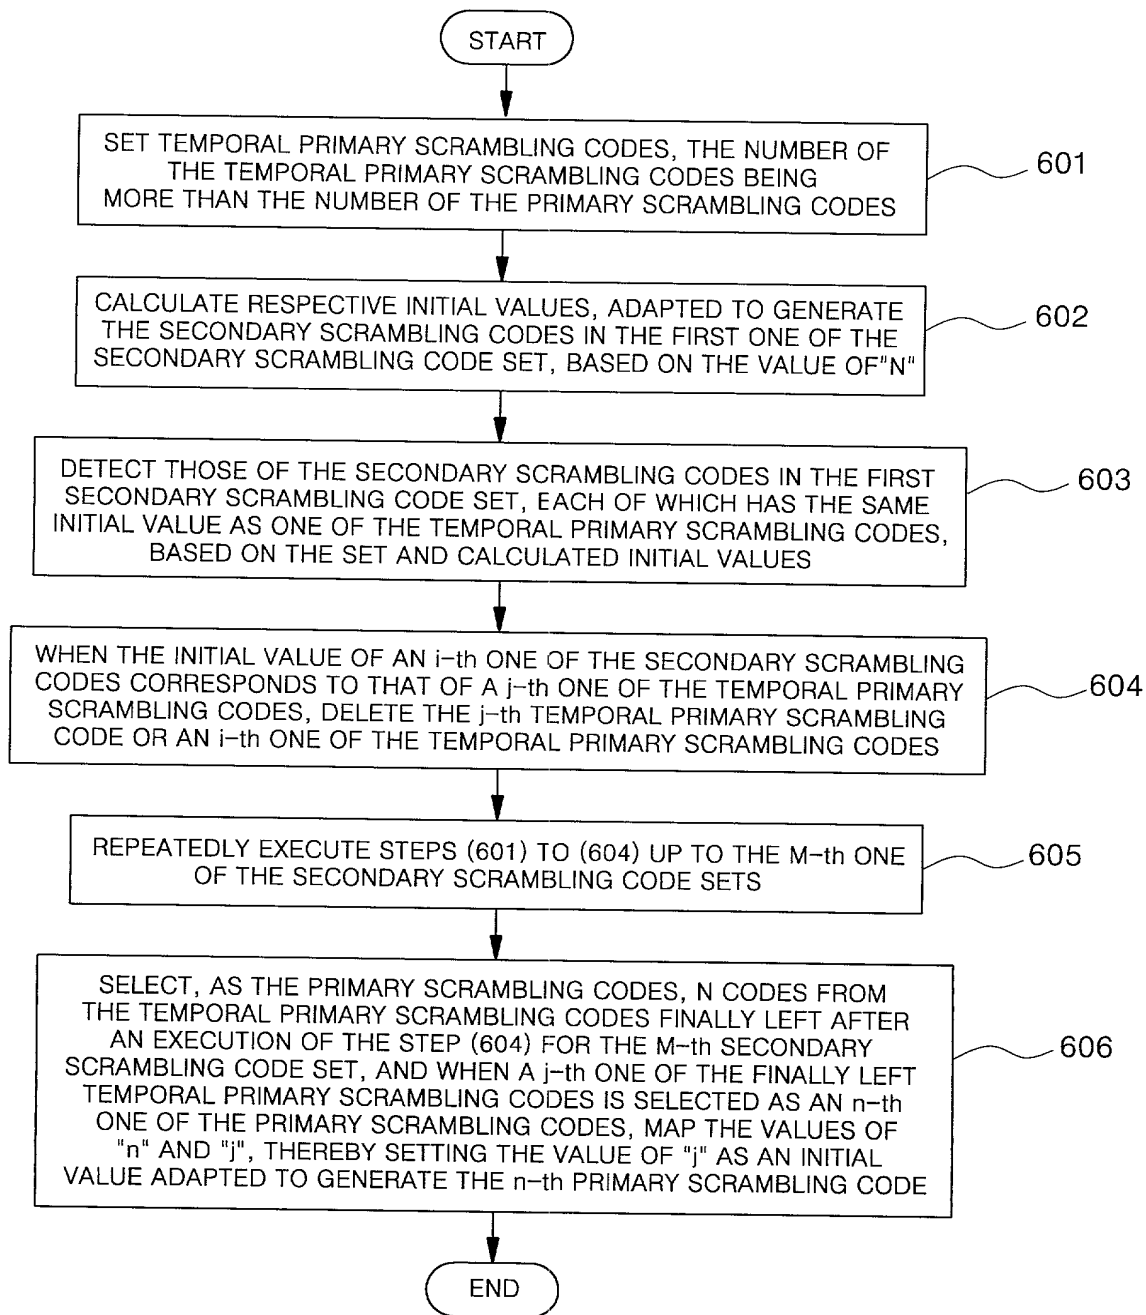 START
SET TEMPORAL PRIMARY SCRAMBLING CODES, THE NUMBER OF
THE TEMPORAL PRIMARY SCRAMBLING CODES BEING
MORE THAN THE NUMBER OF THE PRIMARY SCRAMBLING CODES
601
CALCULATE RESPECTIVE INITIAL VALUES, ADAPTED TO GENERATE
THE SECONDARY SCRAMBLING CODES IN THE FIRST ONE OF THE
SECONDARY SCRAMBLING CODE SET, BASED ON THE VALUE OF"N"
602
DETECT THOSE OF THE SECONDARY SCRAMBLING CODES IN THE FIRST
SECONDARY SCRAMBLING CODE SET, EACH OF WHICH HAS THE SAME
INITIAL VALUE AS ONE OF THE TEMPORAL PRIMARY SCRAMBLING CODES,
BASED ON THE SET AND CALCULATED INITIAL VALUES
603
WHEN THE INITIAL VALUE OF AN i-th ONE OF THE SECONDARY SCRAMBLING
CODES CORRESPONDS TO THAT OF A j-th ONE OF THE TEMPORAL PRIMARY
SCRAMBLING CODES, DELETE THE j-th TEMPORAL PRIMARY SCRAMBLING
CODE OR AN i-th ONE OF THE TEMPORAL PRIMARY SCRAMBLING CODES
604
REPEATEDLY EXECUTE STEPS (601) TO (604) UP TO THE M-th ONE
OF THE SECONDARY SCRAMBLING CODE SETS
605
SELECT, AS THE PRIMARY SCRAMBLING CODES, N CODES FROM
THE TEMPORAL PRIMARY SCRAMBLING CODES FINALLY LEFT AFTER
AN EXECUTION OF THE STEP (604) FOR THE M-th SECONDARY
SCRAMBLING CODE SET, AND WHEN A j-th ONE OF THE FINALLY LEFT
TEMPORAL PRIMARY SCRAMBLING CODES IS SELECTED AS AN n-th
ONE OF THE PRIMARY SCRAMBLING CODES, MAP THE VALUES OF
"n" AND "j", THEREBY SETTING THE VALUE OF "j" AS AN INITIAL
VALUE ADAPTED TO GENERATE THE n-th PRIMARY SCRAMBLING CODE
606
END